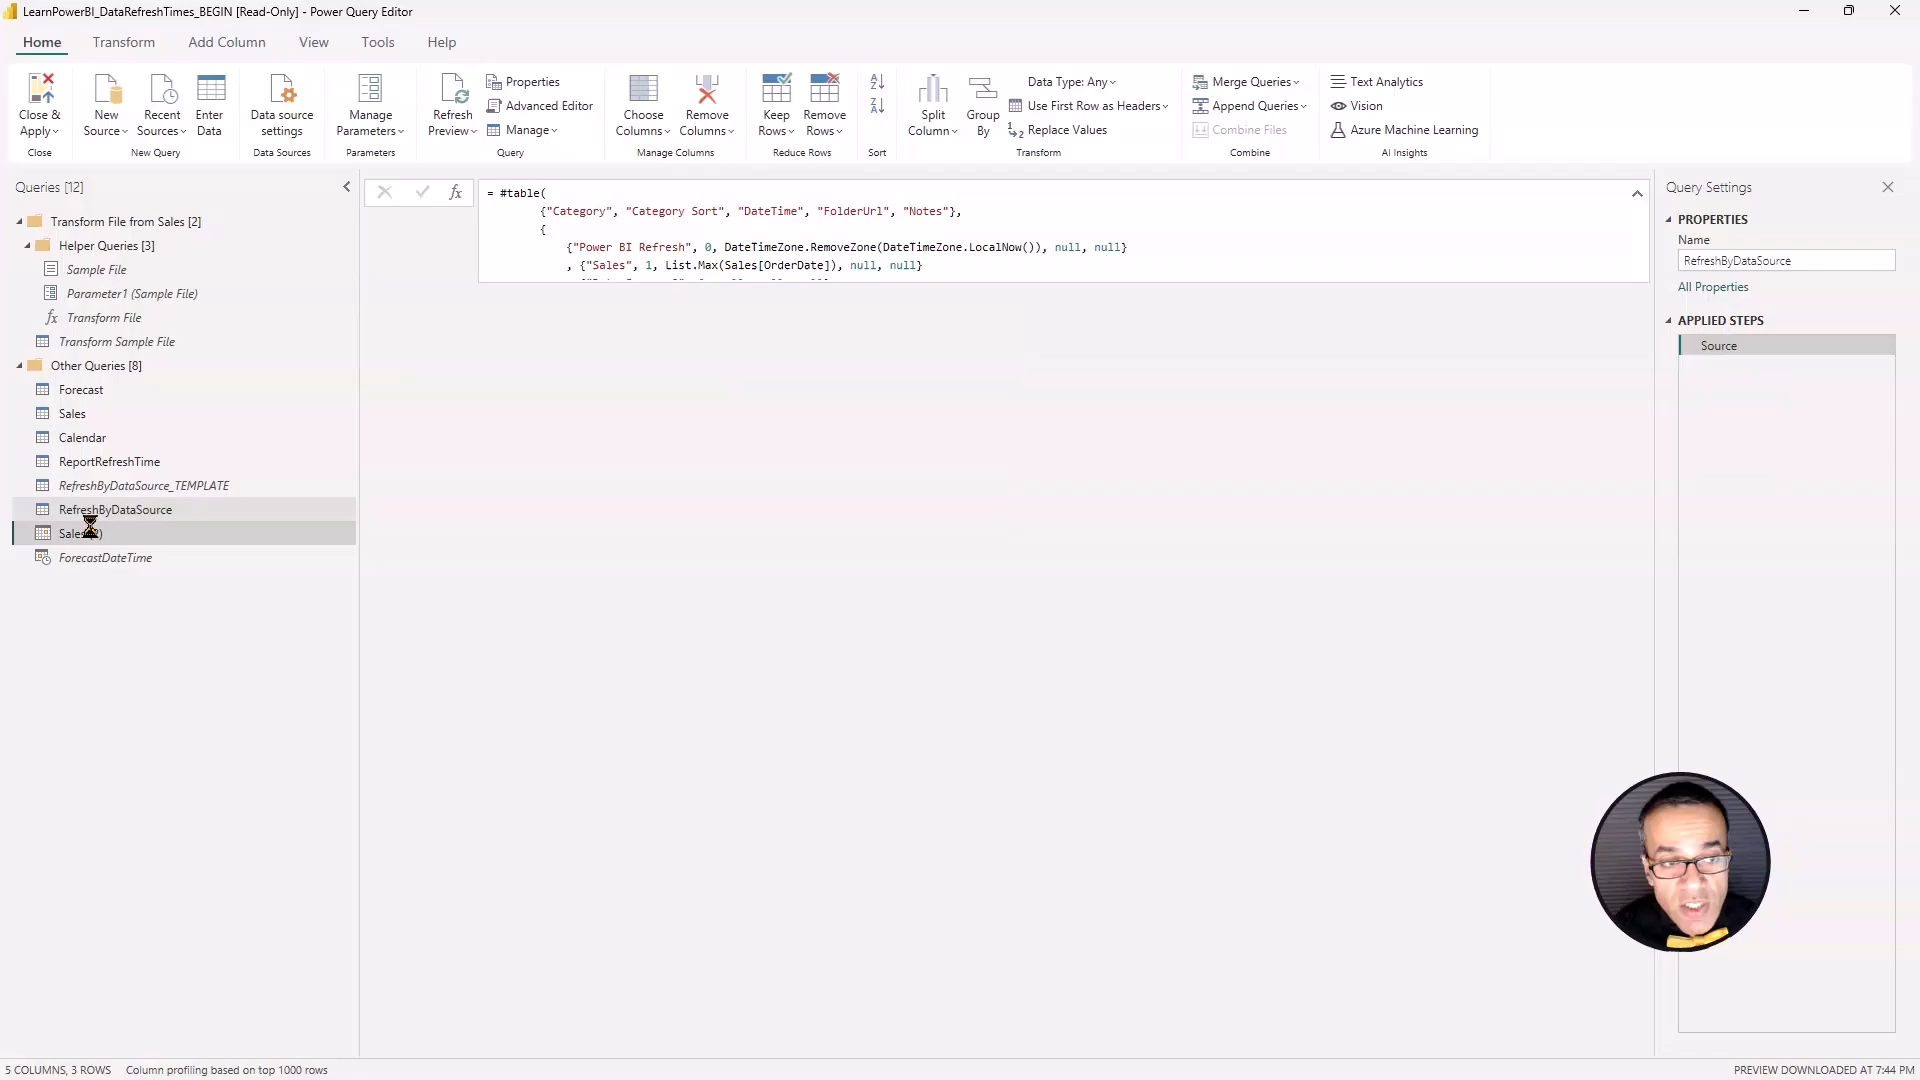 LearnPowerBI_DataRefreshTimes_BEGIN [Read-Only] - Power Query Editor
Home Transform Add Column View Tools Help
Close & Apply
New Source
Recent Sources
Enter Data
Data source settings
Manage Parameters
Refresh Preview
Properties
Advanced Editor
Manage
Choose Columns
Remove Columns
Keep Rows
Remove Rows
Split Column
Group By
Data Type: Any
Use First Row as Headers
Replace Values
Merge Queries
Append Queries
Combine Files
Text Analytics
Vision
Azure Machine Learning
Close New Query Data Sources Parameters Query Manage Columns Reduce Rows Sort Transform Combine AI Insights
Queries [12]
Transform File from Sales [2]
Helper Queries [3]
Sample File
Parameter1 (Sample File)
fx Transform File
Transform Sample File
Other Queries [8]
Forecast
Sales
Calendar
ReportRefreshTime
RefreshByDataSource_TEMPLATE
RefreshByDataSource
ForecastDateTime
fx
= #table(
{"Category", "Category Sort", "DateTime", "FolderUrl", "Notes"},
{
{"Power BI Refresh", 0, DateTimeZone.RemoveZone(DateTimeZone.LocalNow()), null, null}
, {"Sales", 1, List.Max(Sales[OrderDate]), null, null}
Query Settings
PROPERTIES
Name
RefreshByDataSource
All Properties
APPLIED STEPS
Source
5 COLUMNS, 3 ROWS Column profiling based on top 1000 rows
PREVIEW DOWNLOADED AT 7:44 PM